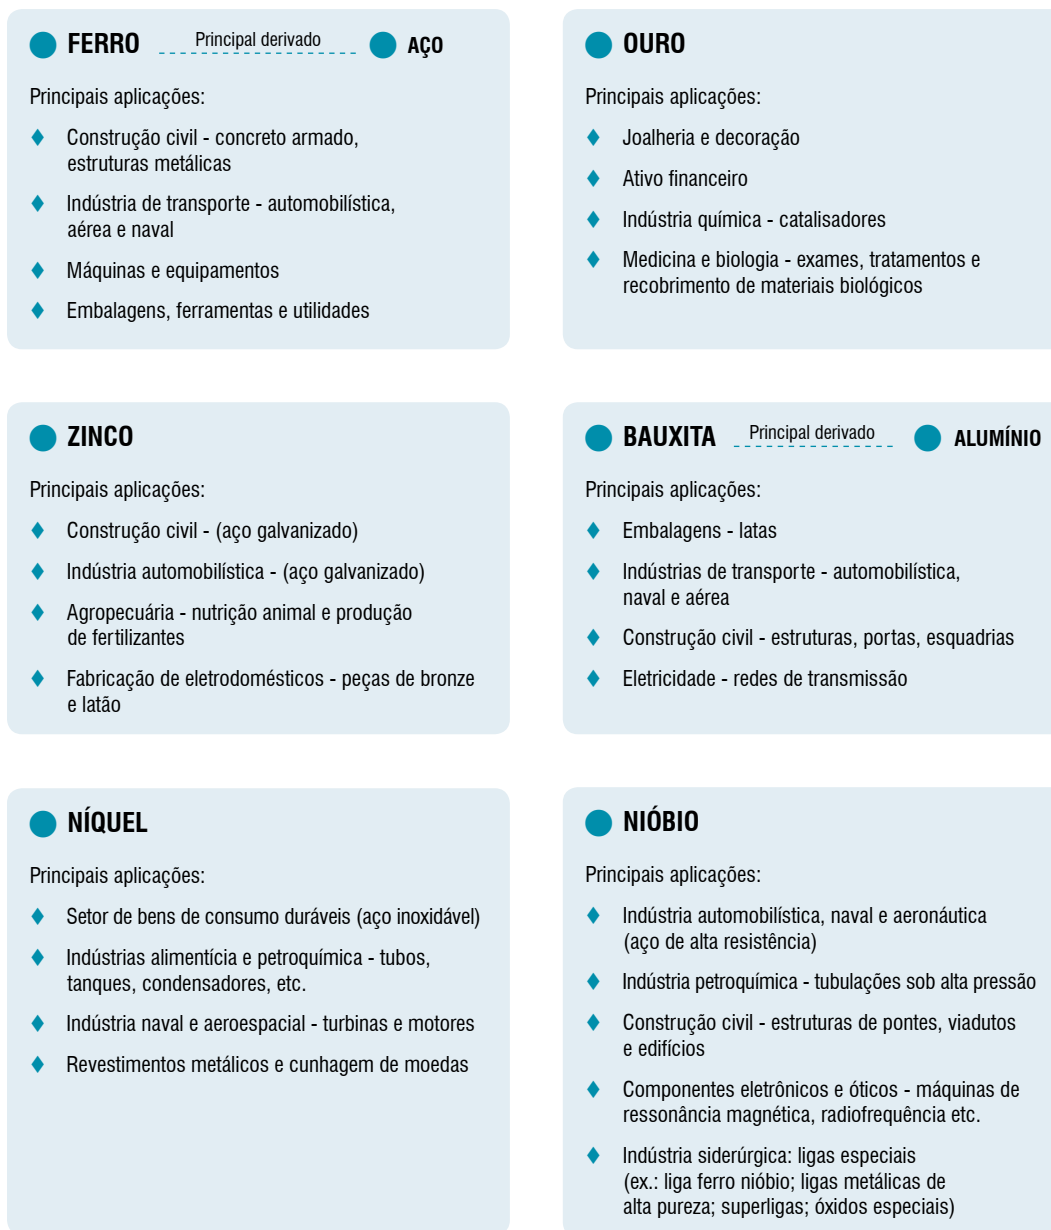 FERRO Principal derivado AÇO
Principais aplicações:
Construção civil - concreto armado,
estruturas metálicas
Indústria de transporte - automobilística,
aérea e naval
Máquinas e equipamentos
Embalagens, ferramentas e utilidades
OURO
Principais aplicações:
Joalheria e decoração
Ativo financeiro
Indústria química - catalisadores
Medicina e biologia - exames, tratamentos e
recobrimento de materiais biológicos
ZINCO
Principais aplicações:
Construção civil - (aço galvanizado)
Indústria automobilística - (aço galvanizado)
Agropecuária - nutrição animal e produção
de fertilizantes
Fabricação de eletrodomésticos - peças de bronze
e latão
BAUXITA Principal derivado ALUMÍNIO
Principais aplicações:
Embalagens - latas
Indústrias de transporte - automobilística,
naval e aérea
Construção civil - estruturas, portas, esquadrias
Eletricidade - redes de transmissão
NÍQUEL
Principais aplicações:
Setor de bens de consumo duráveis (aço inoxidável)
Indústrias alimentícia e petroquímica - tubos,
tanques, condensadores, etc.
Indústria naval e aeroespacial - turbinas e motores
Revestimentos metálicos e cunhagem de moedas
NIÓBIO
Principais aplicações:
Indústria automobilística, naval e aeronáutica
(aço de alta resistência)
Indústria petroquímica - tubulações sob alta pressão
Construção civil - estruturas de pontes, viadutos
e edifícios
Componentes eletrônicos e óticos - máquinas de
ressonância magnética, radiofrequência etc.
Indústria siderúrgica: ligas especiais
(ex.: liga ferro nióbio; ligas metálicas de
alta pureza; superligas; óxidos especiais)